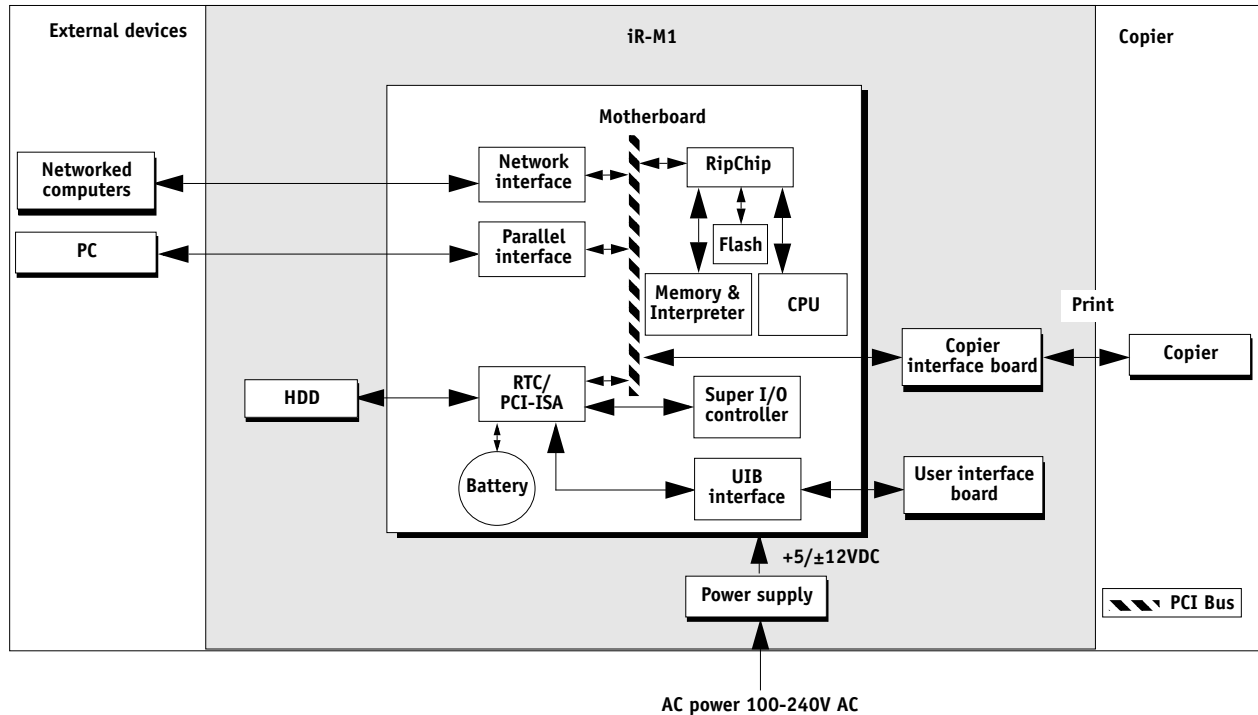 External devices
iR-M1
Copier
Motherboard
Networked
computers
Network
interface
RipChip
PC
Parallel
interface
Flash
Memory &
Interpreter
CPU
Print
Copier
interface board
Copier
HDD
RTC/
PCI-ISA
Super I/O
controller
Battery
UIB
interface
User interface
board
+5/±12VDC
Power supply
PCI Bus
AC power 100-240V AC